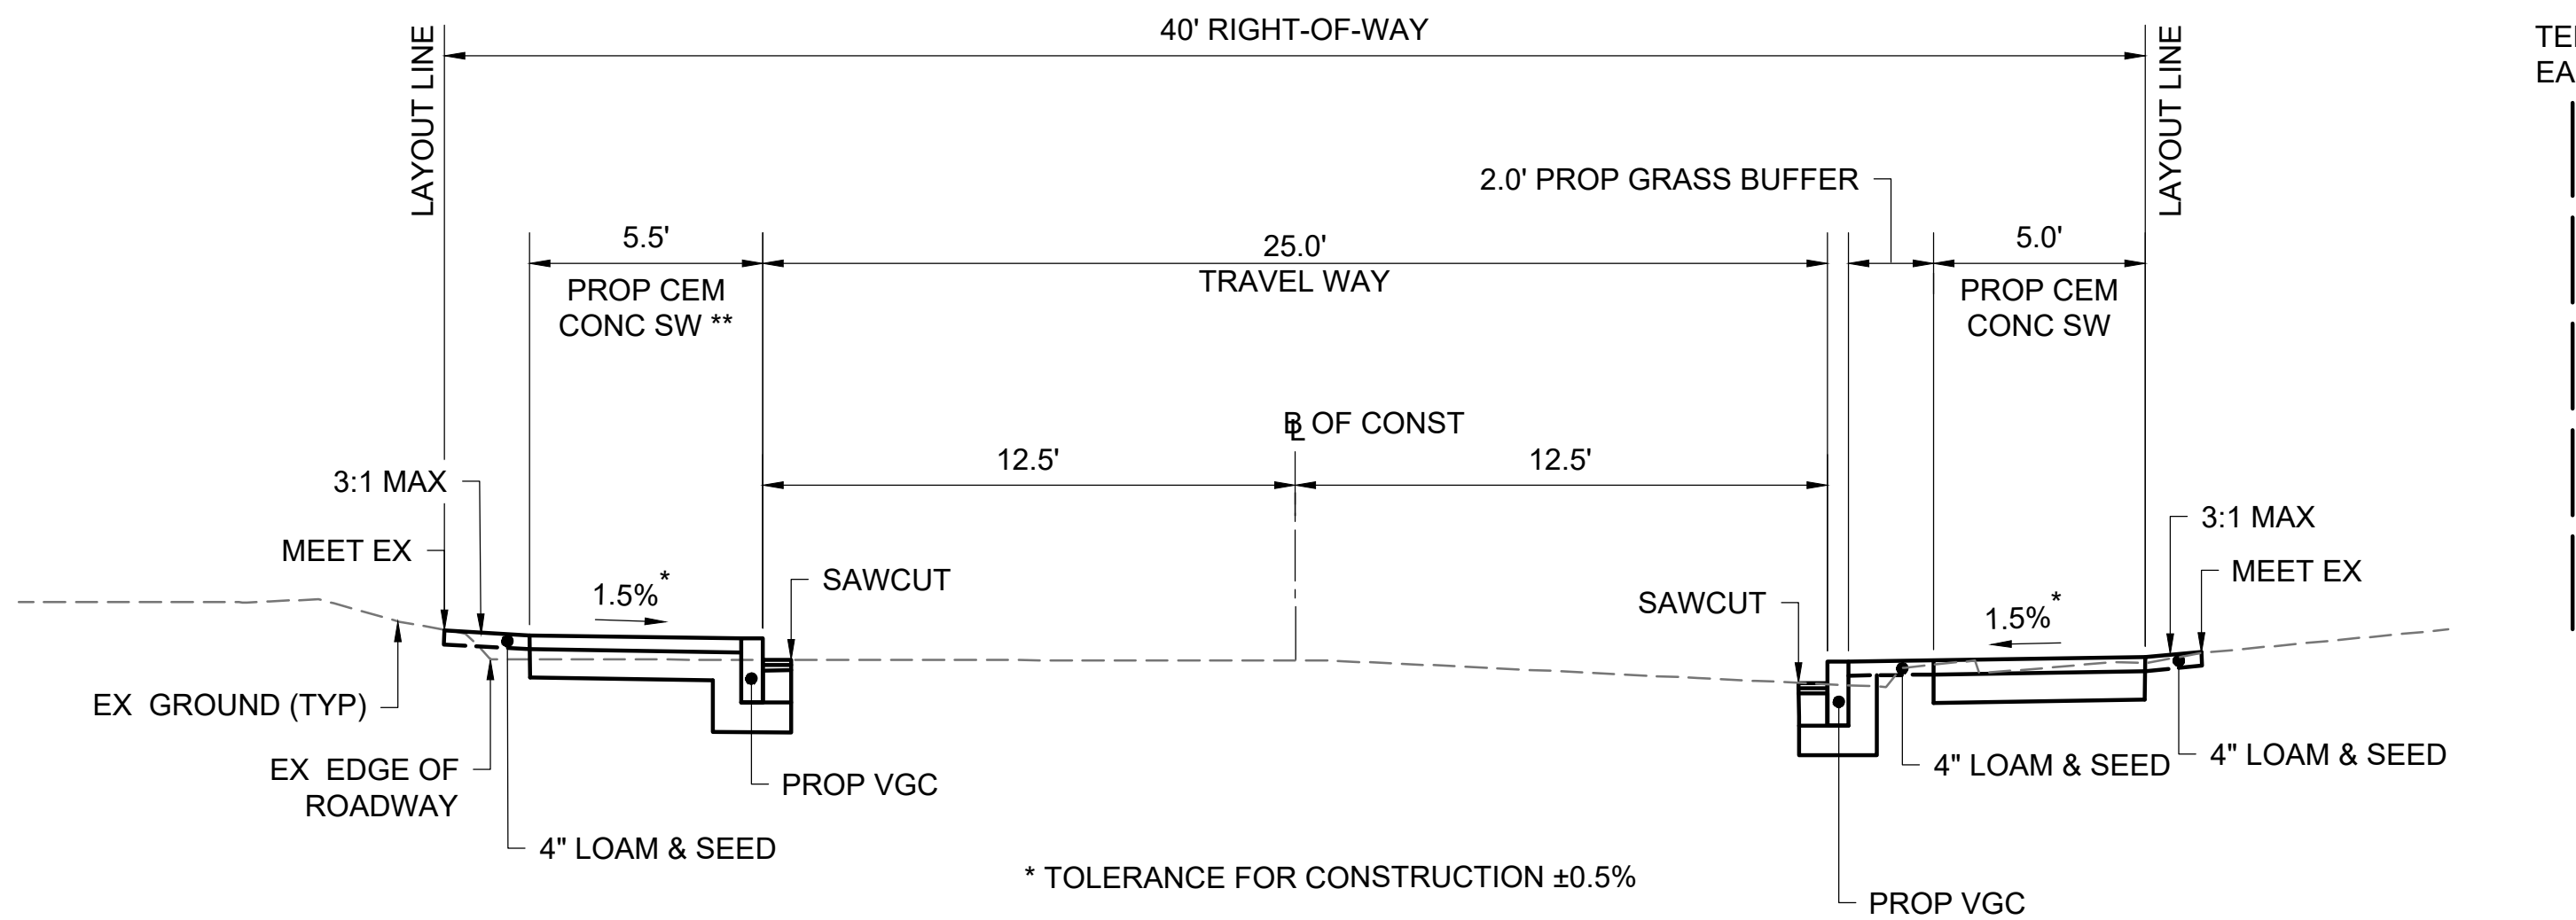 40' RIGHT-OF-WAY
LAYOUT LINE
LAYOUT LINE
2.0' PROP GRASS BUFFER
5.5'
PROP CEM
CONC SW **
25.0'
TRAVEL WAY
5.0'
PROP CEM
CONC SW
BL OF CONST
12.5'
12.5'
3:1 MAX
MEET EX
1.5%*
SAWCUT
SAWCUT
1.5%*
3:1 MAX
MEET EX
EX GROUND (TYP)
EX EDGE OF
ROADWAY
4" LOAM & SEED
PROP VGC
4" LOAM & SEED
4" LOAM & SEED
* TOLERANCE FOR CONSTRUCTION ±0.5%
PROP VGC